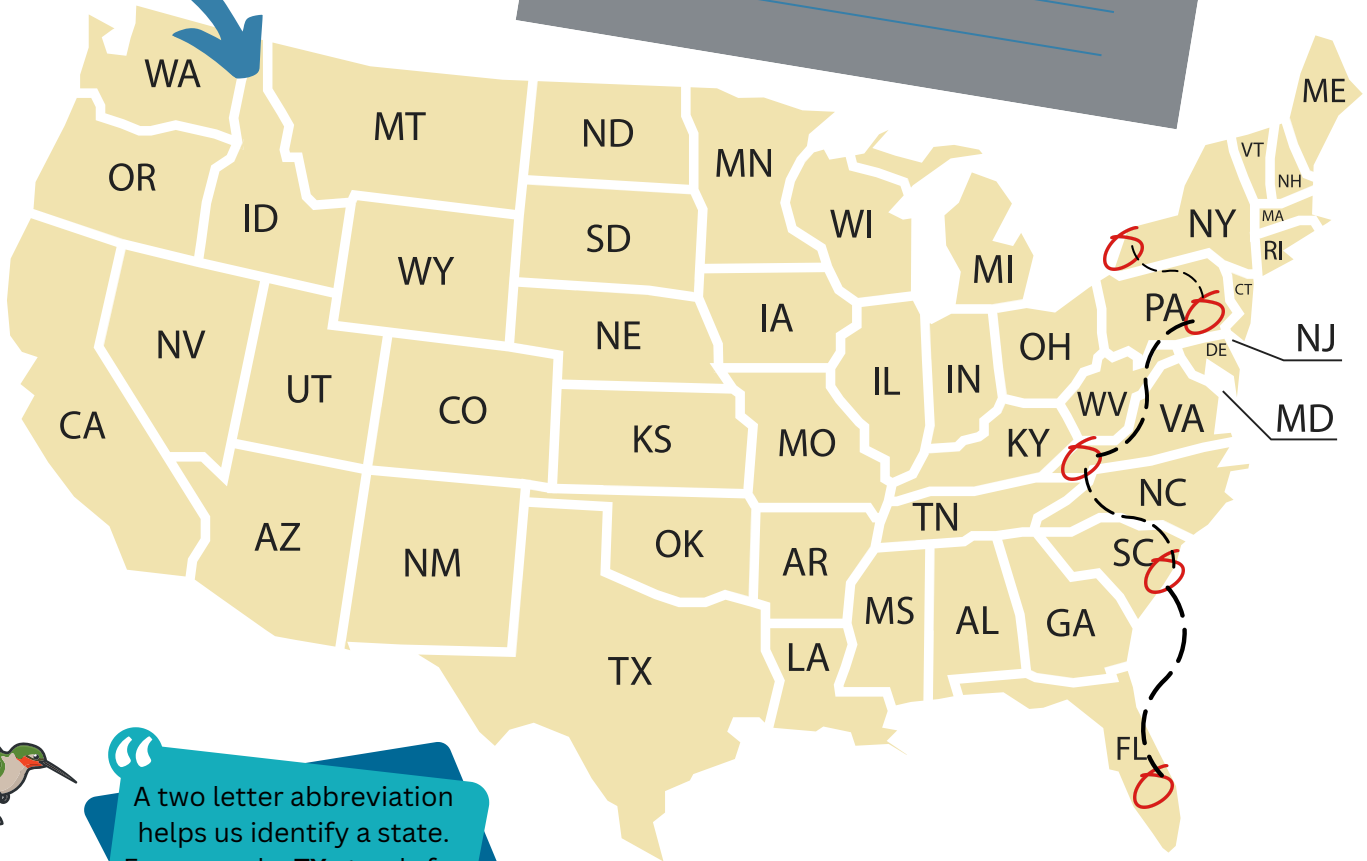 ME
WA
MT
ND
MN
VT
NH
OR
ID
SD
WI
NY
MA
RI
WY
MI
CT
NE
IA
PA
NV
OH
NJ
DE
UT
CO
IL
IN
WV
VA
MD
CA
KS
MO
KY
NC
TN
AZ
NM
OK
AR
SC
MS
AL
GA
TX
LA
FL
“
A two letter abbreviation
helps us identify a state.